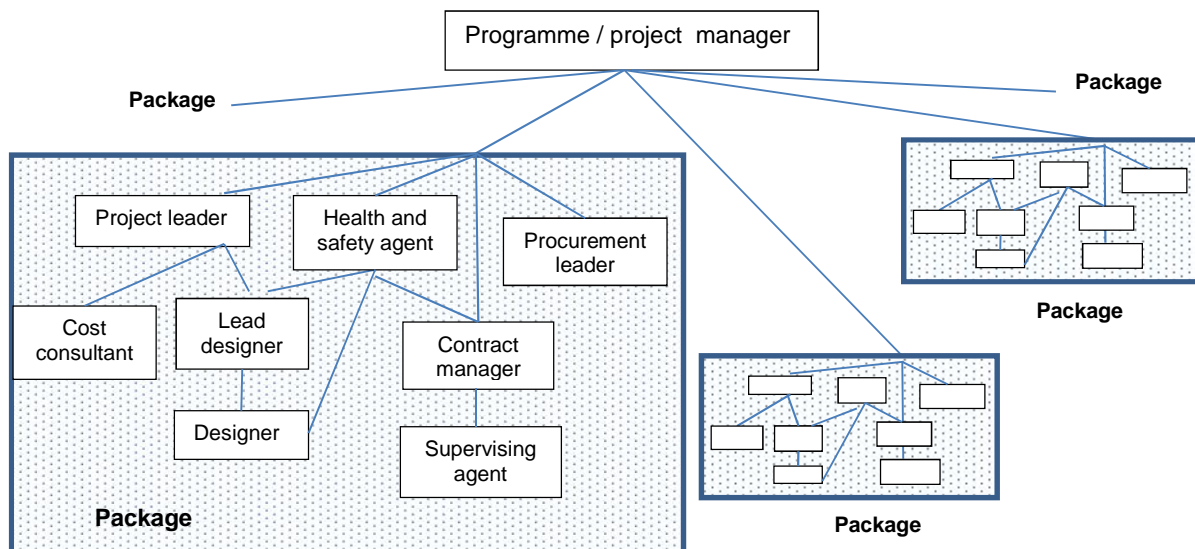 Programme / project manager
Package
Package
Project leader
Health and
safety agent
Procurement
leader
Cost
consultant
Lead
designer
Contract
manager
Designer
Supervising
agent
Package
Package
Package